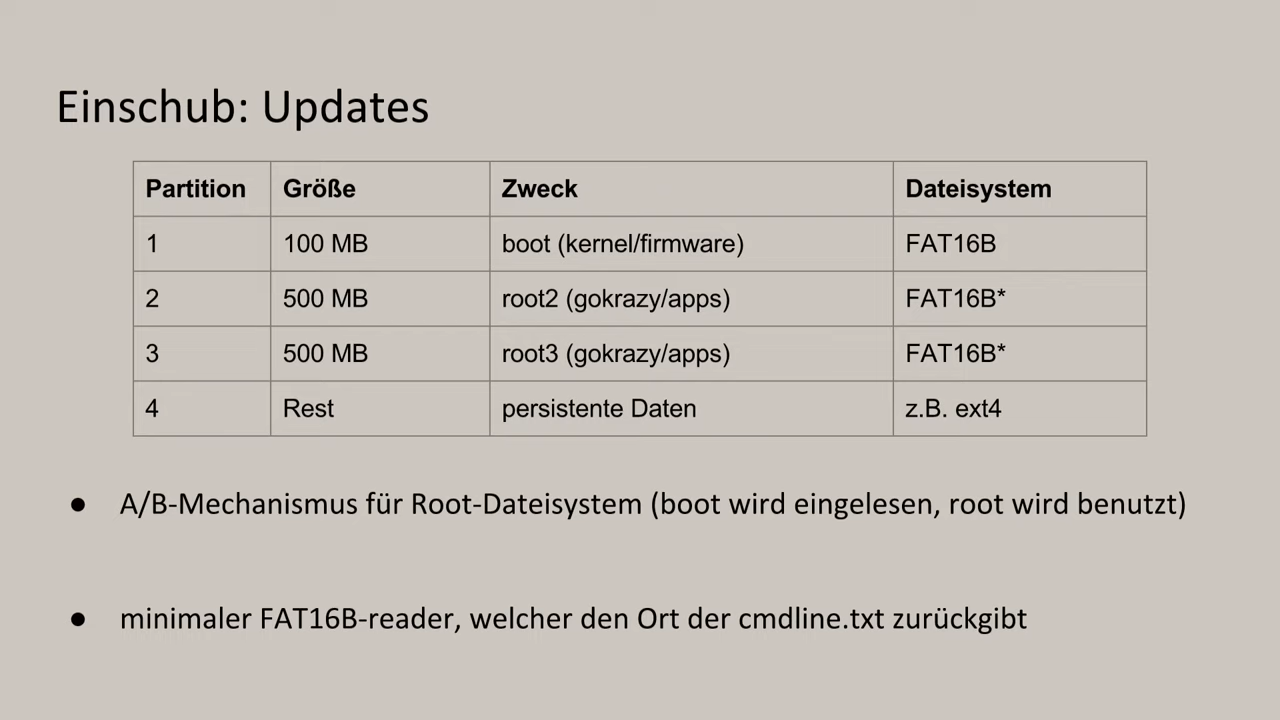 Einschub: Updates
Partition Größe Zweck Dateisystem
1 100 MB boot (kernel/firmware) FAT16B
2 500 MB root2 (gokrazy/apps) FAT16B*
3 500 MB root3 (gokrazy/apps) FAT16B*
4 Rest persistente Daten z.B. ext4
● A/B-Mechanismus für Root-Dateisystem (boot wird eingelesen, root wird benutzt)
● minimaler FAT16B-reader, welcher den Ort der cmdline.txt zurückgibt